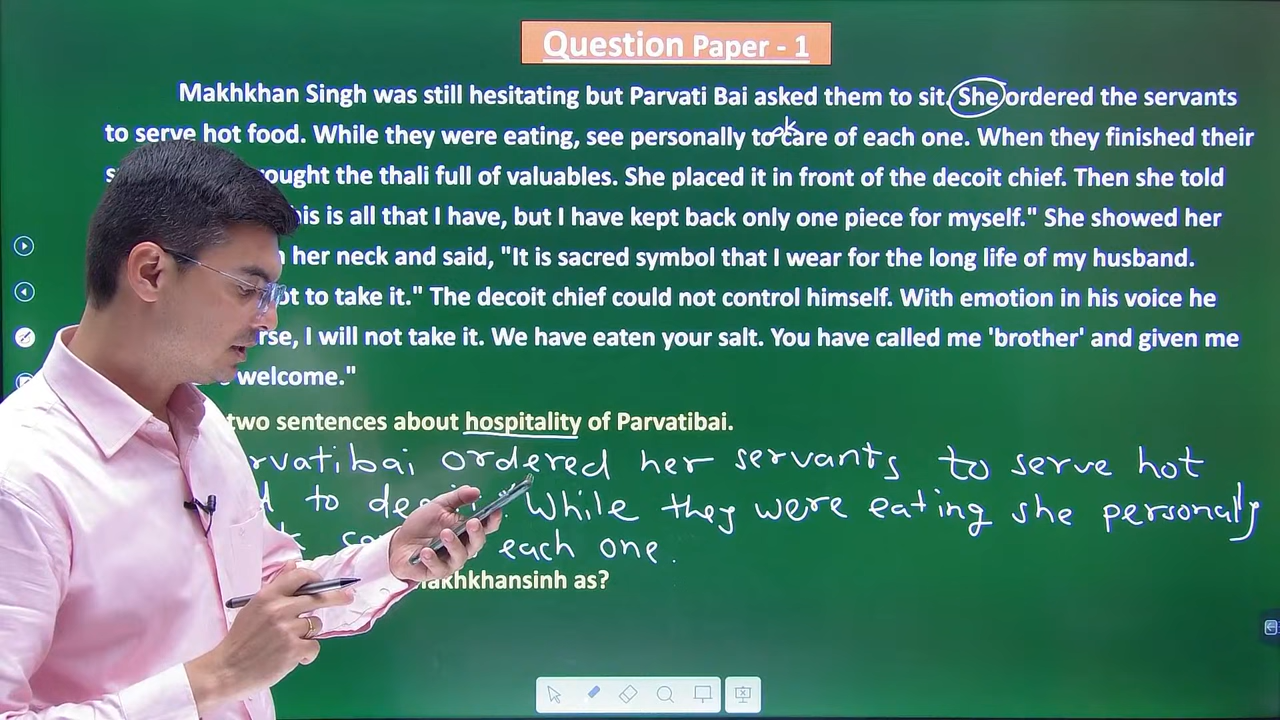 Question Paper - 1
Makhkhan Singh was still hesitating but Parvati Bai asked them to sit. She ordered the servants
to serve hot food. While they were eating, see personally to ok care of each one. When they finished their
the thali full of valuables. She placed it in front of the decoit chief. Then she told
is all that I have, but I have kept back only one piece for myself." She showed her
her neck and said, "It is sacred symbol that I wear for the long life of my husband.
to take it." The decoit chief could not control himself. With emotion in his voice he
I will not take it. We have eaten your salt. You have called me 'brother' and given me
welcome."
two sentences about hospitality of Parvatibai.
ordered her servants to serve hot
to While they were eating she personally
each one.
as?